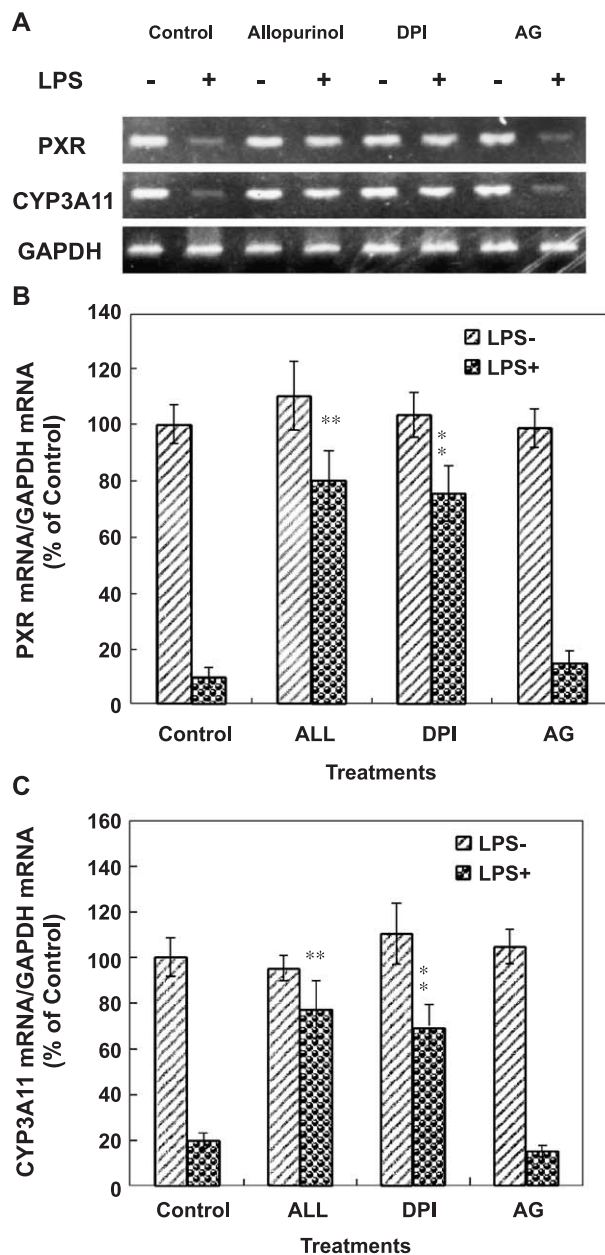 A
Control Allopurinol DPI AG
LPS - + - + - + - +
PXR
CYP3A11
GAPDH
B
PXR mRNA/GAPDH mRNA
(% of Control)
140
120
100
80
60
40
20
0
LPS-
LPS+
**
**
Control ALL DPI AG
Treatments
C
CYP3A11 mRNA/GAPDH mRNA
(% of Control)
160
140
120
100
80
60
40
20
0
LPS-
LPS+
**
**
Control ALL DPI AG
Treatments